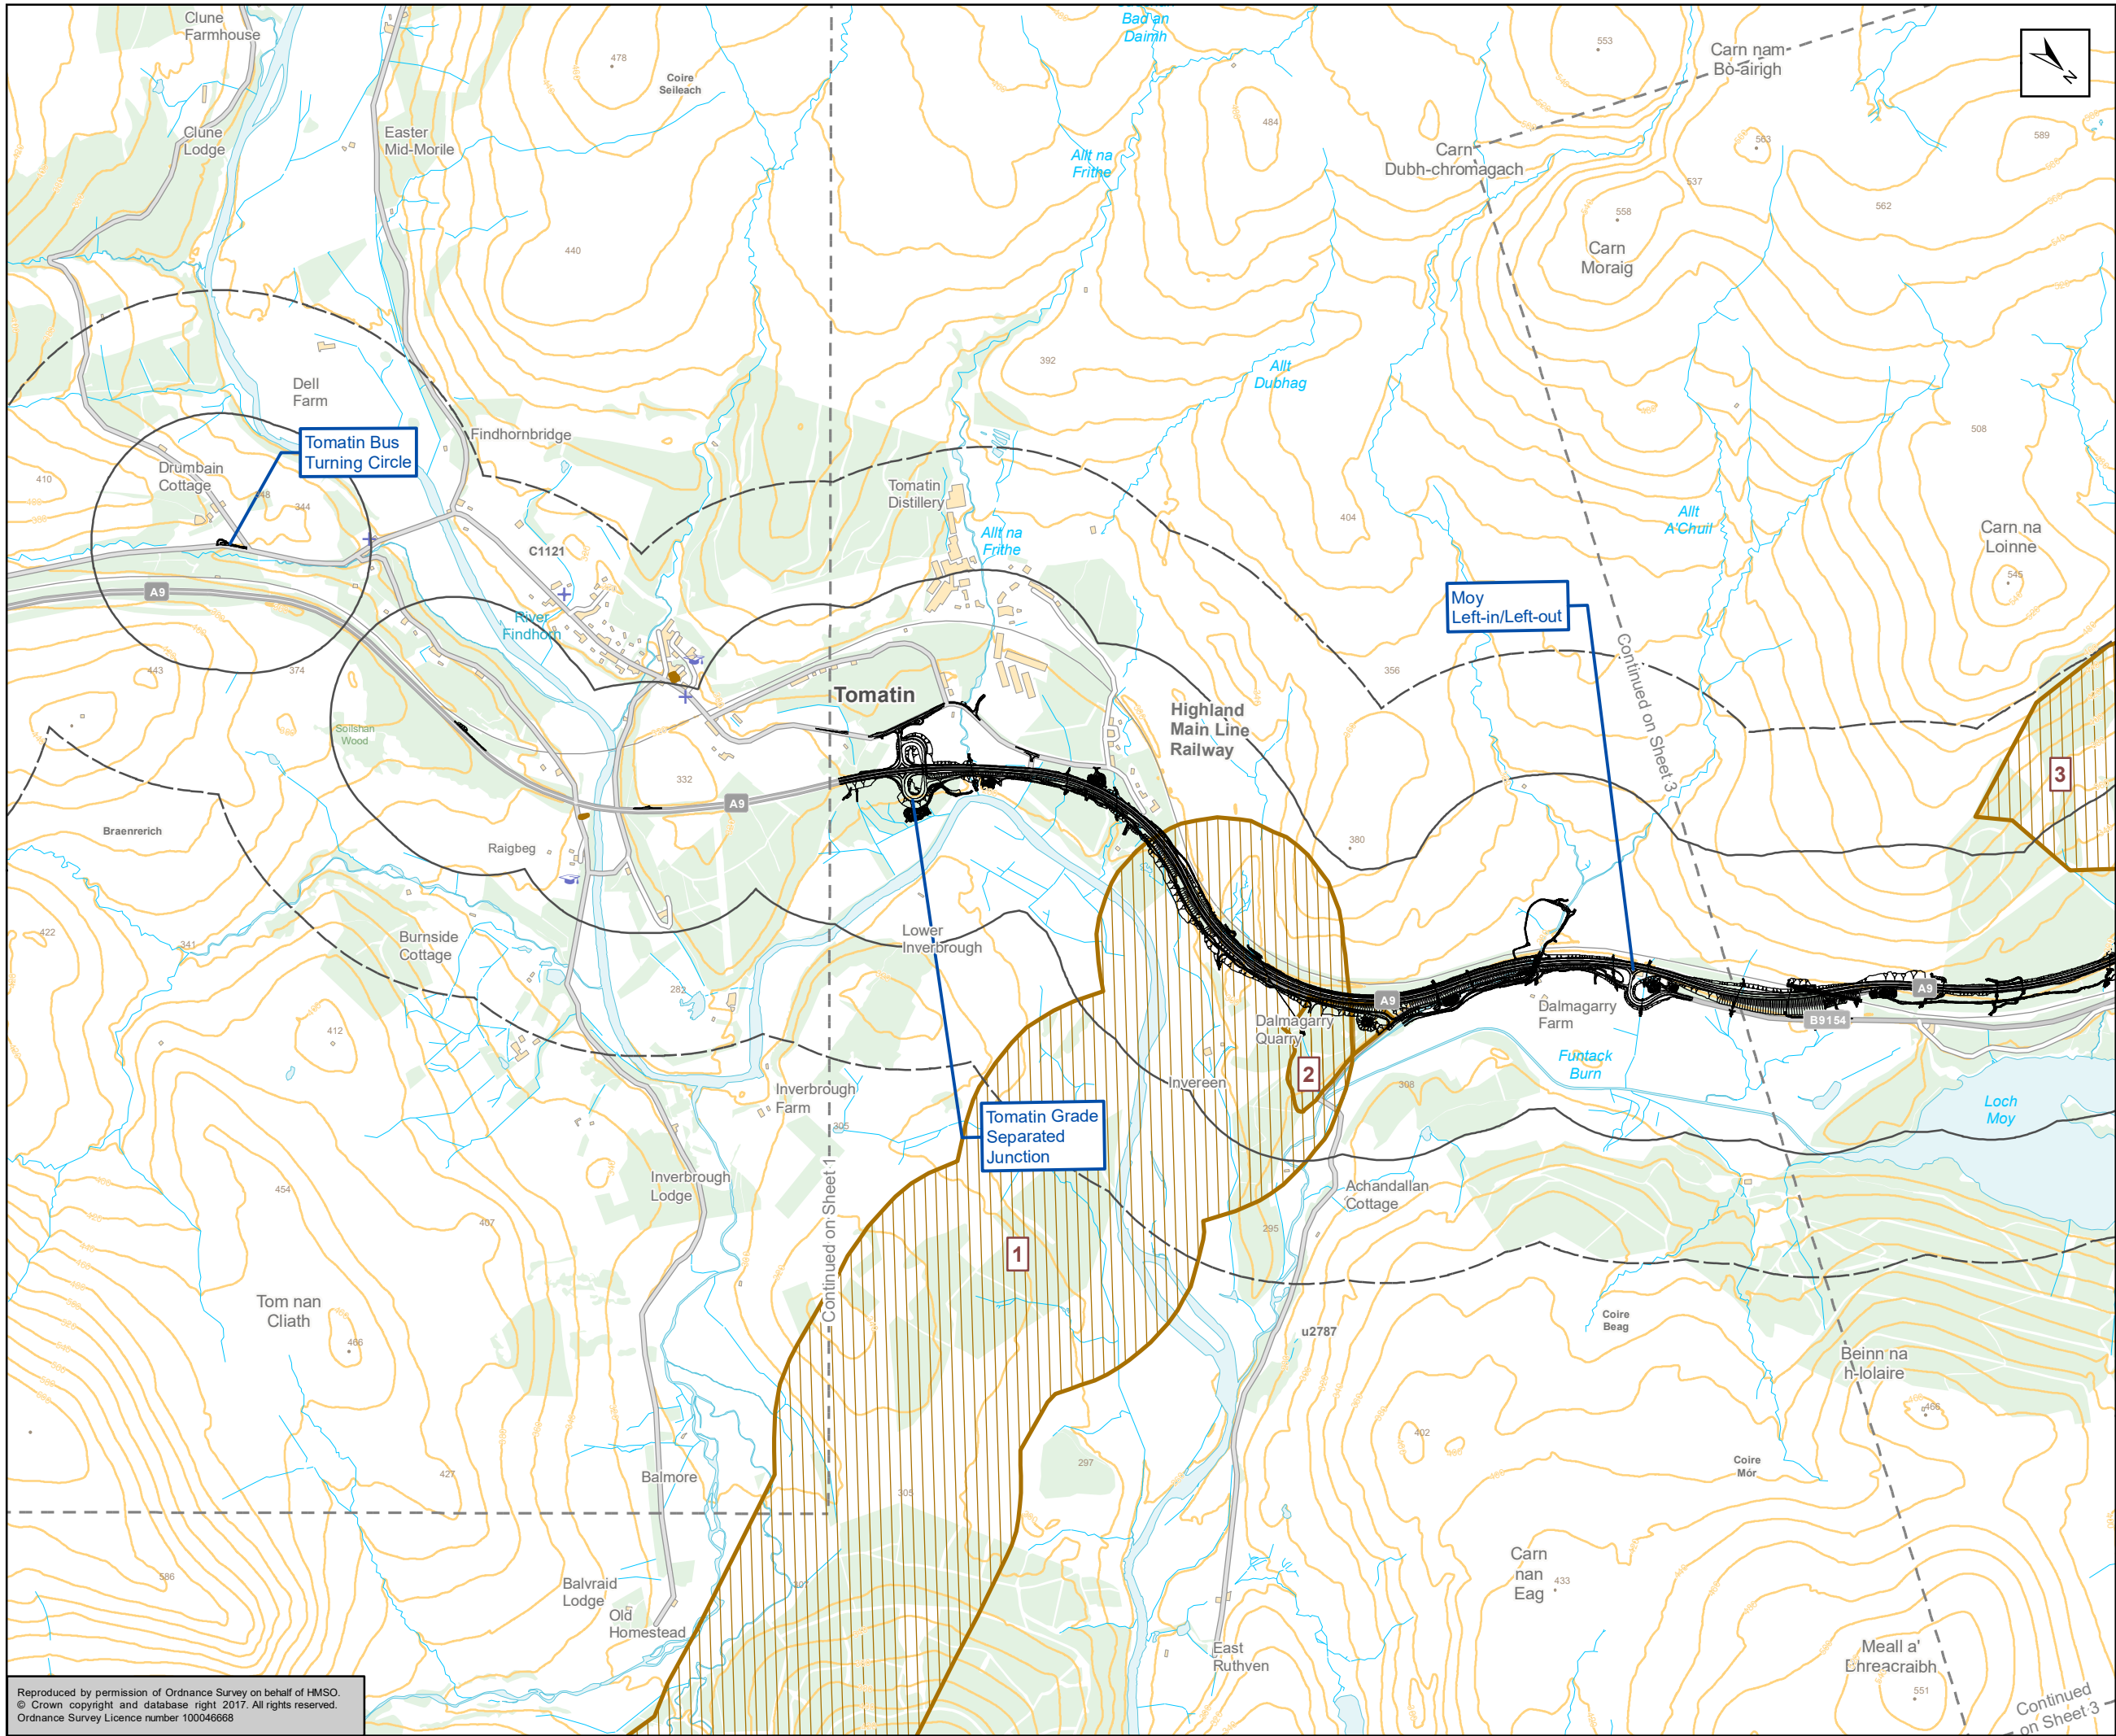 Clune
Farmhouse
Clune
Lodge
Easter
Mid-Morile
478
Coire
Seileach
Bad an
Daimh
553
Carn nam
Bò-airigh
N
484
Allt na
Frithe
Carn
Dubh-chromagach
563
589
537
558
562
Carn
Moraig
440
392
Allt
Dubhag
Dell
Farm
Tomatin Bus
Turning Circle
Findhornbridge
Drumbain
Cottage
410
348
344
Tomatin
Distillery
508
404
Allt na
Frithe
Allt
A'Chuil
Carn na
Loinne
545
C1121
A9
River
Findhorn
Moy
Left-in/Left-out
Continued on Sheet 3
443
374
356
Tomatin
Highland
Main Line
Railway
Soilshan
Wood
332
A9
3
Braenrerich
Raigbeg
380
422
341
Burnside
Cottage
Lower
Inverbrough
282
A9
A9
Dalmagarry
Quarry
Dalmagarry
Farm
B9154
412
Funtack
Burn
2
Invereen
308
Inverbrough
Farm
305
Tomatin Grade
Separated
Junction
Loch
Moy
454
Inverbrough
Lodge
Achandallan
Cottage
407
295
1
Continued on Sheet 1
Tom nan
Cliath
466
u2787
Coire
Beag
Beinn na
h-Iolaire
466
402
427
Balmore
297
Coire
Mór
305
586
Balvraid
Lodge
307
Old
Homestead
Carn
nan
Eag
433
East
Ruthven
Meall a'
Bhreacraibh
551
Continued
on Sheet 3
Reproduced by permission of Ordnance Survey on behalf of HMSO.
© Crown copyright and database right 2017. All rights reserved.
Ordnance Survey Licence number 100046668